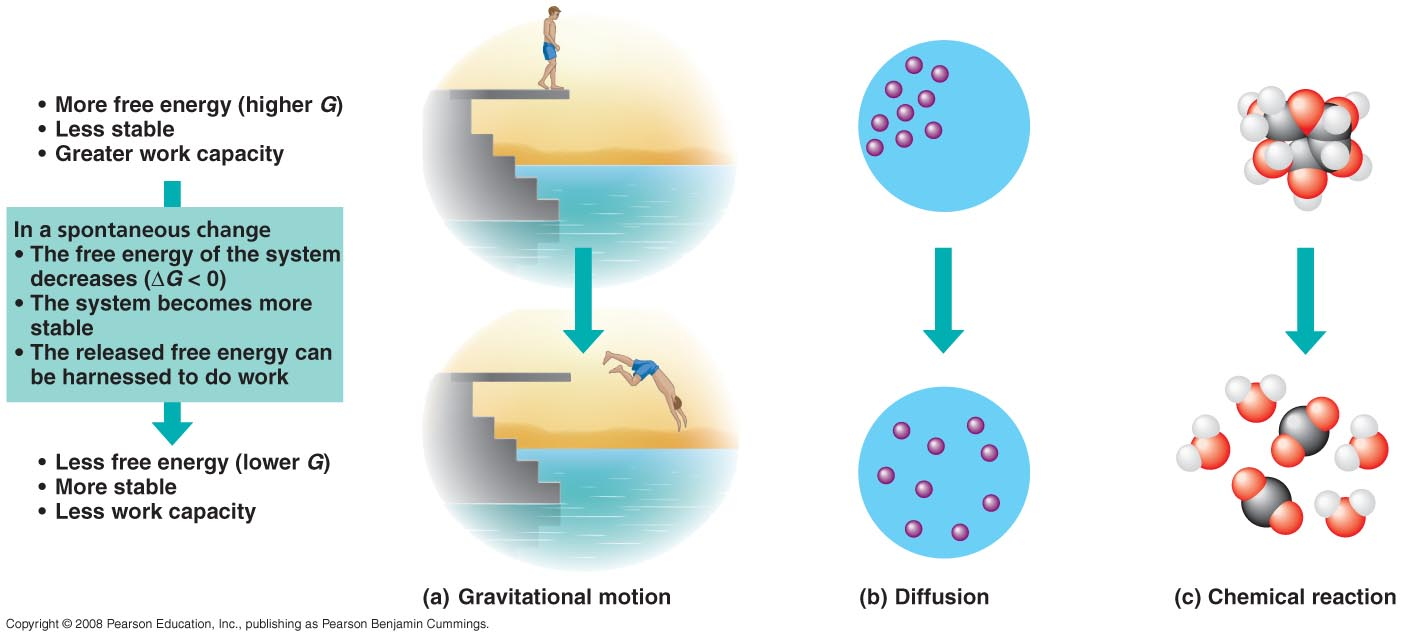 • More free energy (higher G)
• Less stable
• Greater work capacity
In a spontaneous change
• The free energy of the system
decreases (∆G < 0)
• The system becomes more
stable
• The released free energy can
be harnessed to do work
• Less free energy (lower G)
• More stable
• Less work capacity
(a) Gravitational motion
(b) Diffusion
(c) Chemical reaction
Copyright © 2008 Pearson Education, Inc., publishing as Pearson Benjamin Cummings.